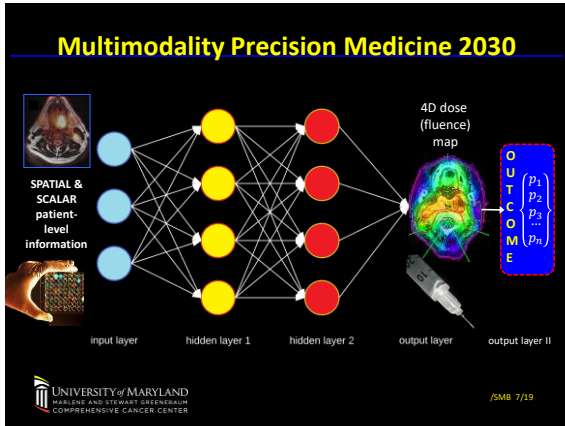 Multimodality Precision Medicine 2030
4D dose
(fluence)
map
SPATIAL &
SCALAR
patient-
level
information
O
U
T
C
O
M
E
p₁
p₂
p₃
...
pₙ
input layer
hidden layer 1
hidden layer 2
output layer
output layer II
UNIVERSITY of MARYLAND
MARLENE AND STEWART GREENEBAUM
COMPREHENSIVE CANCER CENTER
/SMB 7/19